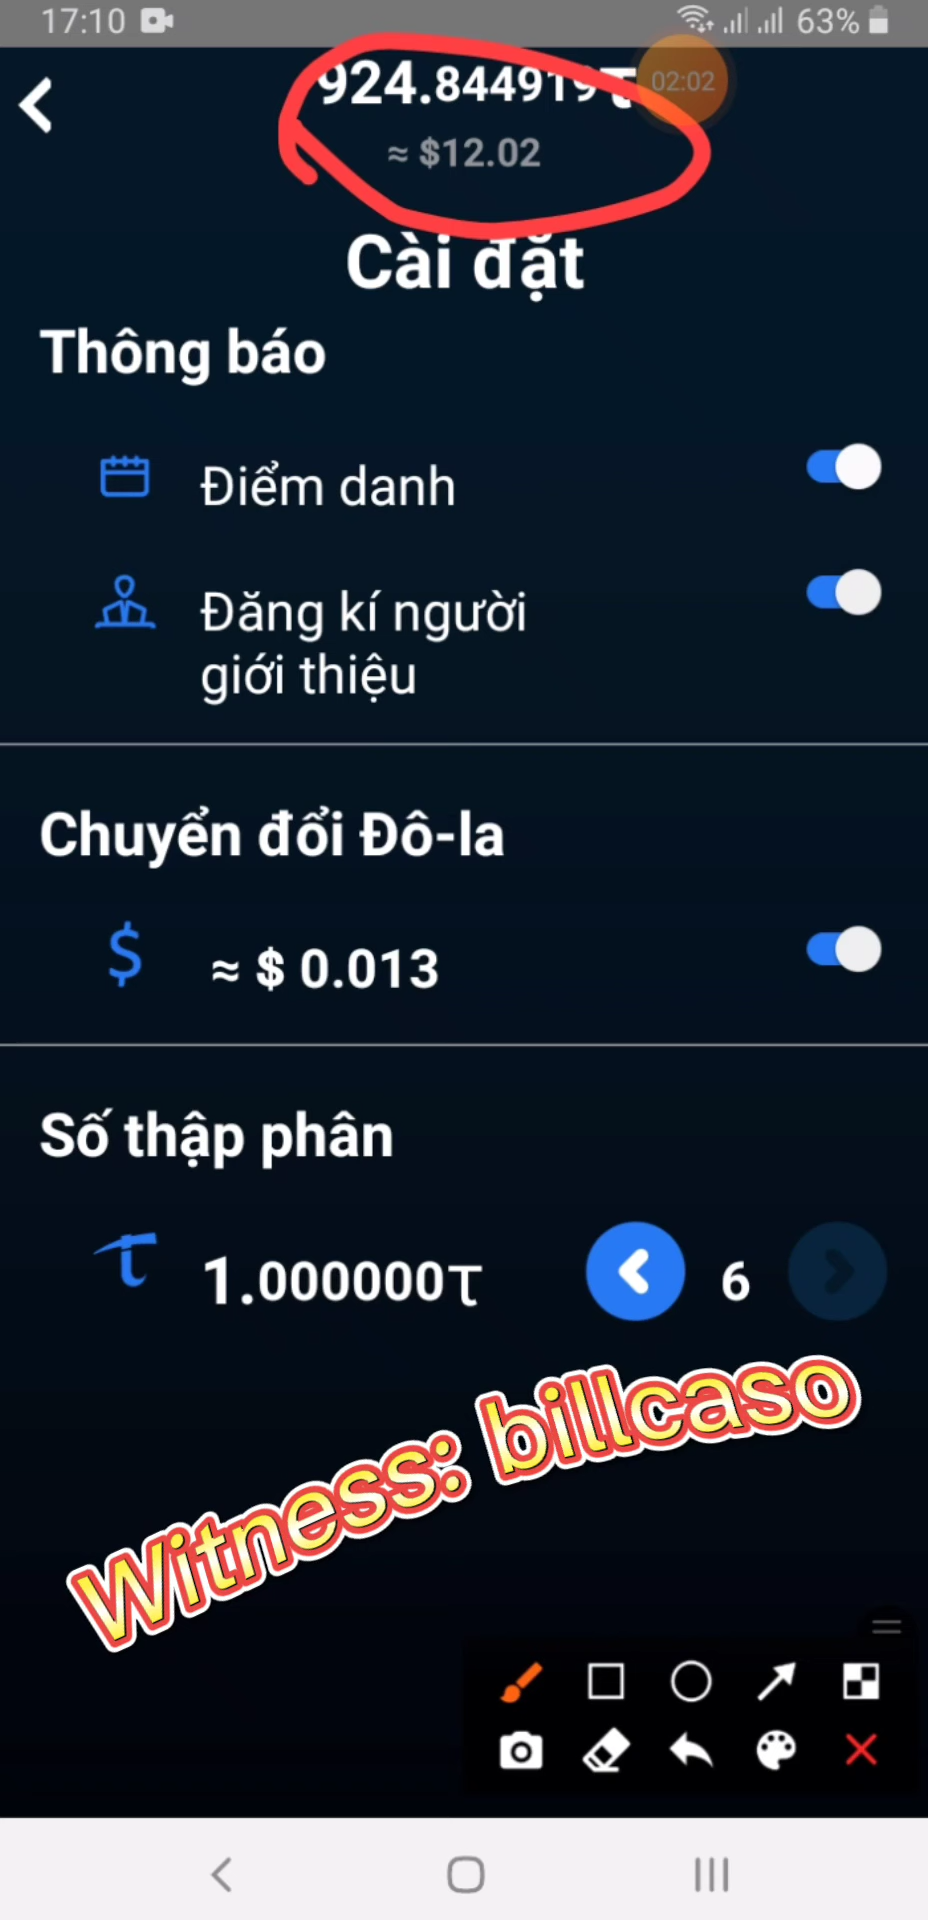 17:10
63%
924.844919τ
02:02
≈ $12.02
Cài đặt
Thông báo
Điểm danh
Đăng kí người
giới thiệu
Chuyển đổi Đô-la
$ ≈ $ 0.013
Số thập phân
1.000000τ 6
Witness: billcaso